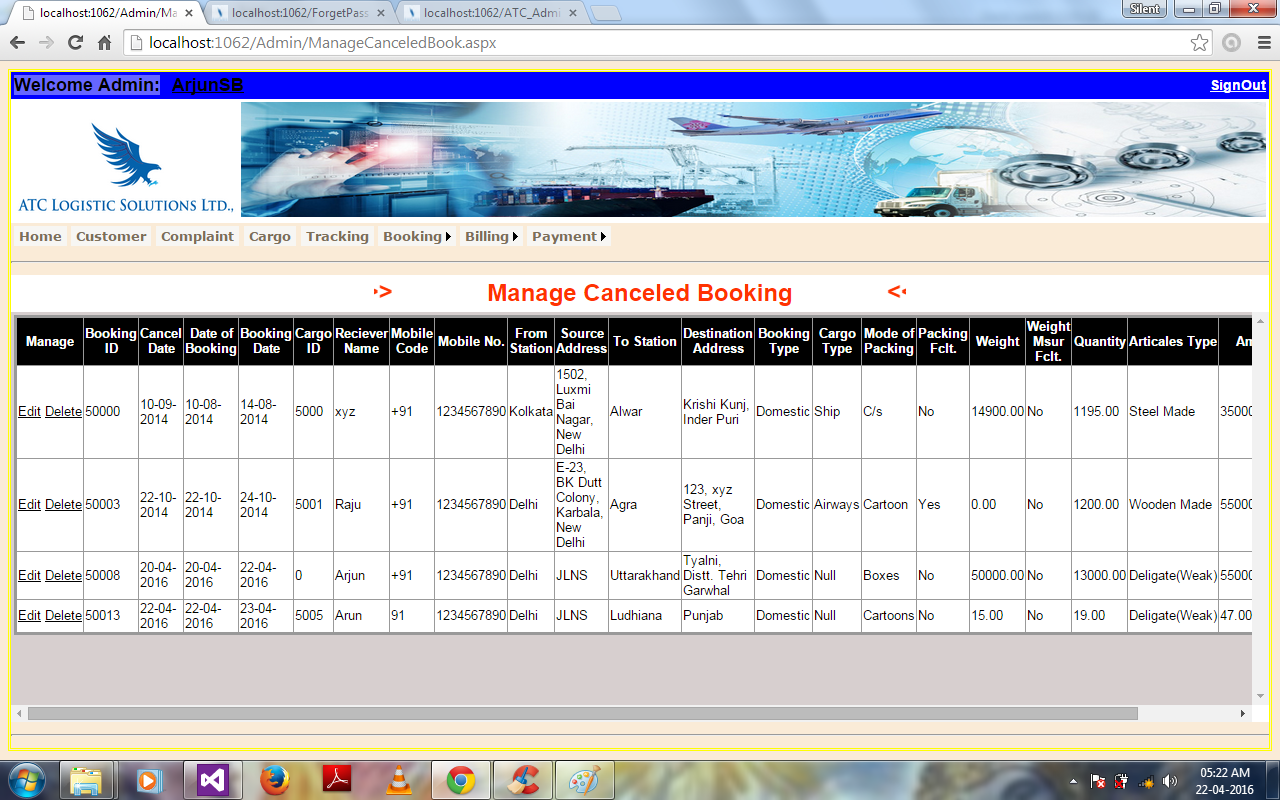 localhost:1062/Admin/Ma
localhost:1062/ForgetPass
localhost:1062/ATC_Admi
Silent
localhost:1062/Admin/ManageCanceledBook.aspx
Welcome Admin: ArjunSB
SignOut
CARGO
ATC LOGISTIC SOLUTIONS LTD.,
Home Customer Complaint Cargo Tracking Booking Billing Payment
-> Manage Canceled Booking <-
Manage Booking ID Cancel Date Date of Booking Booking Date Cargo ID Reciever Name Mobile Code Mobile No. From Station Source Address To Station Destination Address Booking Type Cargo Type Mode of Packing Packing Fclt. Weight Weight Msur Fclt. Quantity Articales Type Am
Edit Delete 50000 10-09-2014 10-08-2014 14-08-2014 5000 xyz +91 1234567890 Kolkata 1502, Luxmi Bai Nagar, New Delhi Alwar Krishi Kunj, Inder Puri Domestic Ship C/s No 14900.00 No 1195.00 Steel Made 35000
Edit Delete 50003 22-10-2014 22-10-2014 24-10-2014 5001 Raju +91 1234567890 Delhi E-23, BK Dutt Colony, Karbala, New Delhi Agra 123, xyz Street, Panji, Goa Domestic Airways Cartoon Yes 0.00 No 1200.00 Wooden Made 55000
Edit Delete 50008 20-04-2016 20-04-2016 22-04-2016 0 Arjun +91 1234567890 Delhi JLNS Uttarakhand Tyalni, Distt. Tehri Garwhal Domestic Null Boxes No 50000.00 No 13000.00 Deligate(Weak) 55000
Edit Delete 50013 22-04-2016 22-04-2016 23-04-2016 5005 Arun 91 1234567890 Delhi JLNS Ludhiana Punjab Domestic Null Cartoons No 15.00 No 19.00 Deligate(Weak) 47.00
05:22 AM
22-04-2016